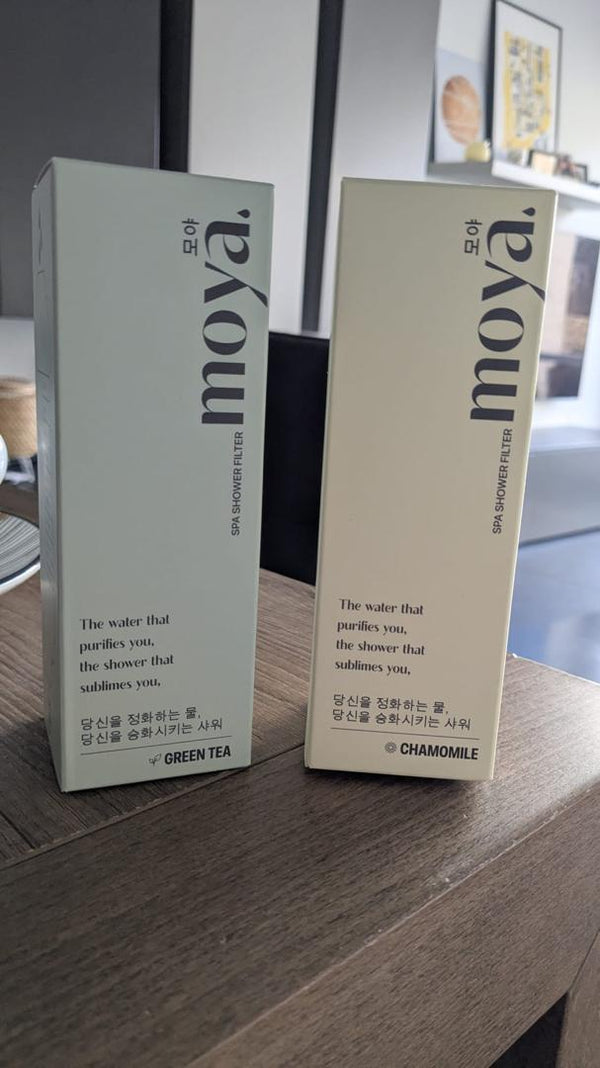 모야
moya.
SPA SHOWER FILTER
The water that
purifies you,
the shower that
sublimes you,
당신을 정화하는 물,
당신을 승화시키는 샤워
GREEN TEA
모야
moya.
SPA SHOWER FILTER
The water that
purifies you,
the shower that
sublimes you,
당신을 정화하는 물,
당신을 승화시키는 샤워
CHAMOMILE